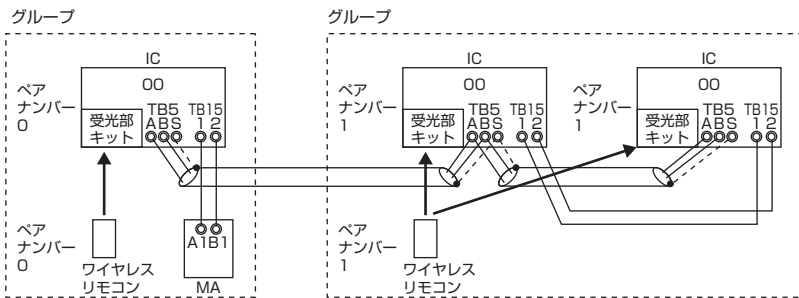 グループ
IC
00
ペア
ナンバー
0
受光部
キット
TB5
ABS
TB15
1 2
ペア
ナンバー
0
ワイヤレス
リモコン
A1B1
MA
グループ
IC
00
ペア
ナンバー
1
受光部
キット
TB5
ABS
TB15
1 2
IC
00
ペア
ナンバー
1
受光部
キット
TB5
ABS
TB15
1 2
ペア
ナンバー
1
ワイヤレス
リモコン